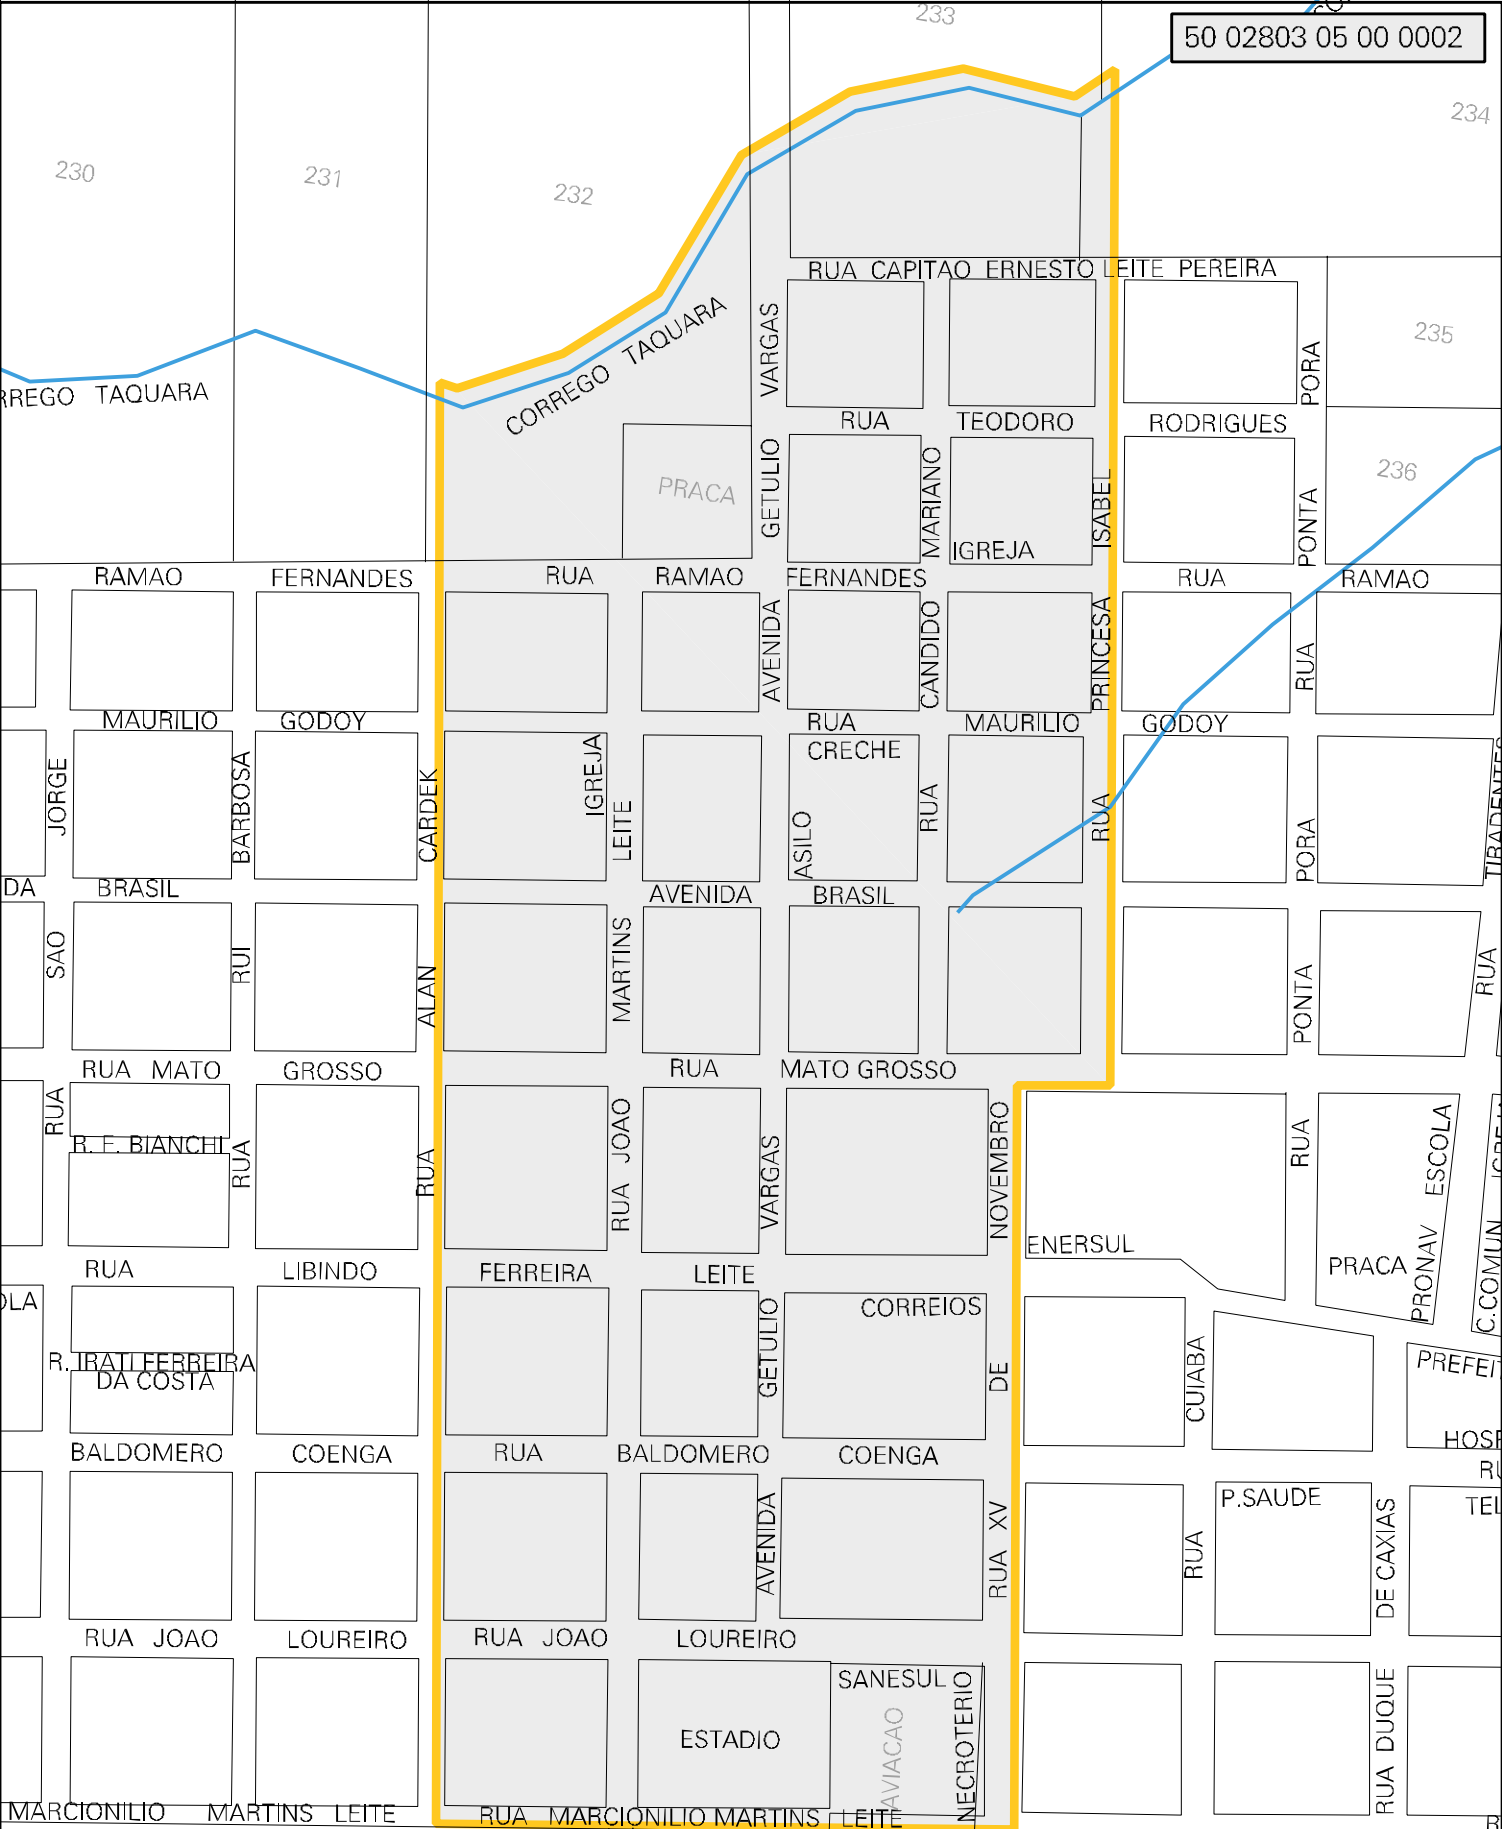 233
50 02803 05 00 0002
234
230
231
232
RUA CAPITAO ERNESTO LEITE PEREIRA
235
CORREGO TAQUARA
VARGAS
PORA
TAQUARA
RUA TEODORO RODRIGUES
236
PRACA
GETULIO
MARIANO
ISABEL
PONTA
IGREJA
RAMAO FERNANDES
RUA RAMAO FERNANDES
RUA RAMAO
AVENIDA
CANDIDO
PRINCESA
RUA
MAURILIO GODOY
RUA MAURILIO GODOY
CRECHE
JORGE
BARBOSA
CARDEK
IGREJA
LEITE
ASILO
RUA
RUA
PORA
TIRADENTES
BRASIL
AVENIDA BRASIL
SAO
RUI
ALAN
MARTINS
PONTA
RUA
RUA MATO GROSSO
RUA MATO GROSSO
RUA
R. F. BIANCHI
RUA
RUA
RUA JOAO
VARGAS
NOVEMBRO
RUA
ESCOLA
ENERSUL
PRACA
PRONAV
C.COMUN
RUA LIBINDO FERREIRA LEITE
CORREIOS
R. IRATI FERREIRA
DA COSTA
GETULIO
DE
CUIABA
BALDOMERO COENGA
RUA BALDOMERO COENGA
P.SAUDE
AVENIDA
RUA XV
RUA
DE CAXIAS
RUA JOAO LOUREIRO
RUA JOAO LOUREIRO
SANESUL
ESTADIO
AVIACAO
NECROTERIO
RUA DUQUE
MARCIONILIO MARTINS LEITE
RUA MARCIONILIO MARTINS LEITE